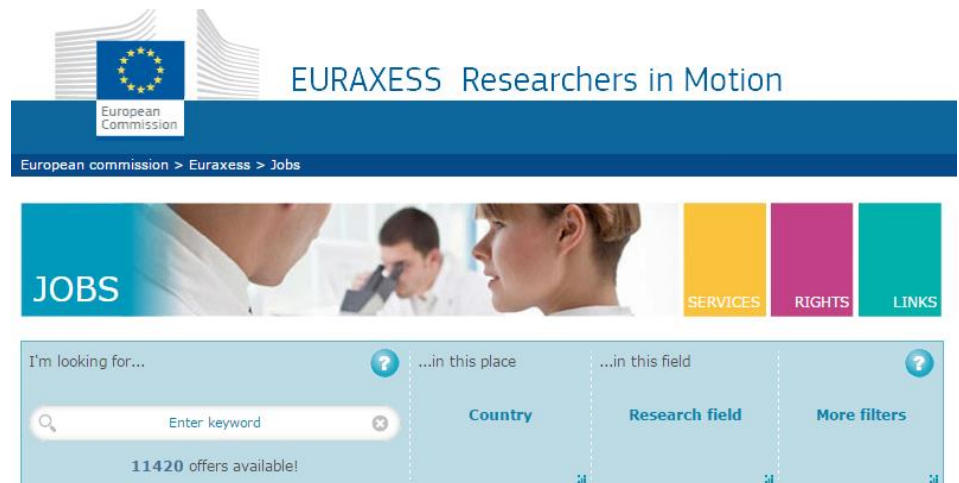 EURAXESS Researchers in Motion
European
Commission
European commission > Euraxess > Jobs
JOBS
SERVICES
RIGHTS
LINKS
I'm looking for...
?
...in this place
...in this field
?
Enter keyword
Country
Research field
More filters
11420 offers available!